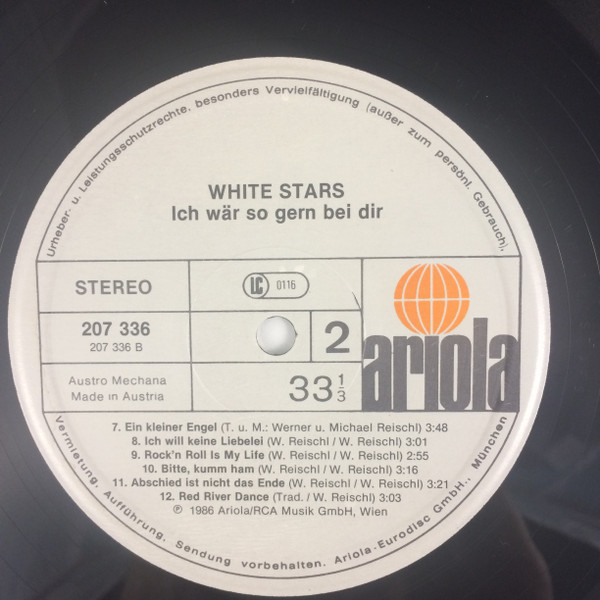 Urheber- u. Leistungsschutzrechte, besonders Vervielfältigung (außer zum persönl. Gebrauch),
WHITE STARS
Ich wär so gern bei dir
STEREO
LC 0116
207 336
207 336 B
2
ariola
Austro Mechana
Made in Austria
33 1/3
7. Ein kleiner Engel (T. u. M.: Werner u. Michael Reischl) 3:48
8. Ich will keine Liebelei (W. Reischl / W. Reischl) 3:01
9. Rock'n Roll Is My Life (W. Reischl / W. Reischl) 2:55
10. Bitte, kumm ham (W. Reischl / W. Reischl) 3:16
11. Abschied ist nicht das Ende (W. Reischl / W. Reischl) 3:21
12. Red River Dance (Trad. / W. Reischl) 3:03
℗ 1986 Ariola/RCA Musik GmbH, Wien
Vermietung, Aufführung, Sendung vorbehalten. Ariola-Eurodisc GmbH., München